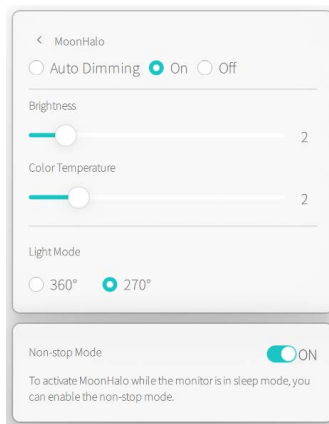 < MoonHalo
Auto Dimming On Off
Brightness
2
Color Temperature
2
Light Mode
360° 270°
Non-stop Mode ON
To activate MoonHalo while the monitor is in sleep mode, you
can enable the non-stop mode.